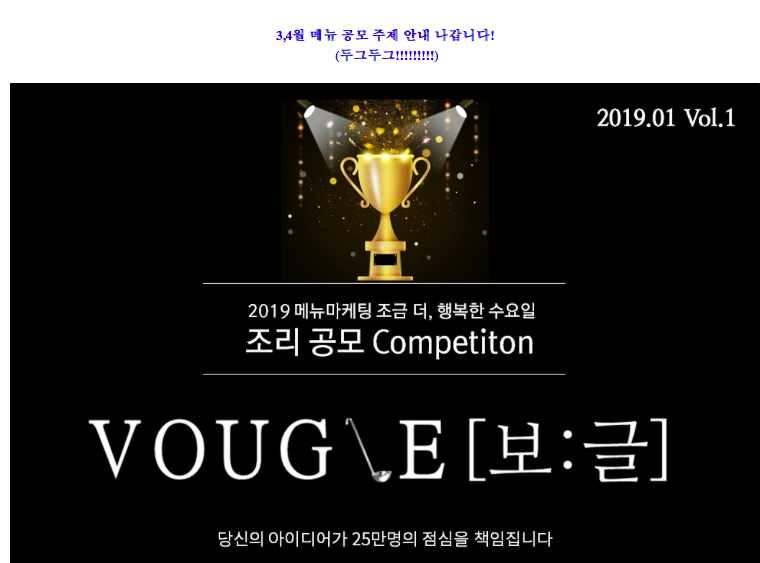 3,4월 메뉴 공모 주제 안내 나갑니다!
(두그두그!!!!!!!!!)
2019.01 Vol.1
2019 메뉴마케팅 조금 더, 행복한 수요일
조리 공모 Competiton
VOUGLE [보:글]
당신의 아이디어가 25만명의 점심을 책임집니다